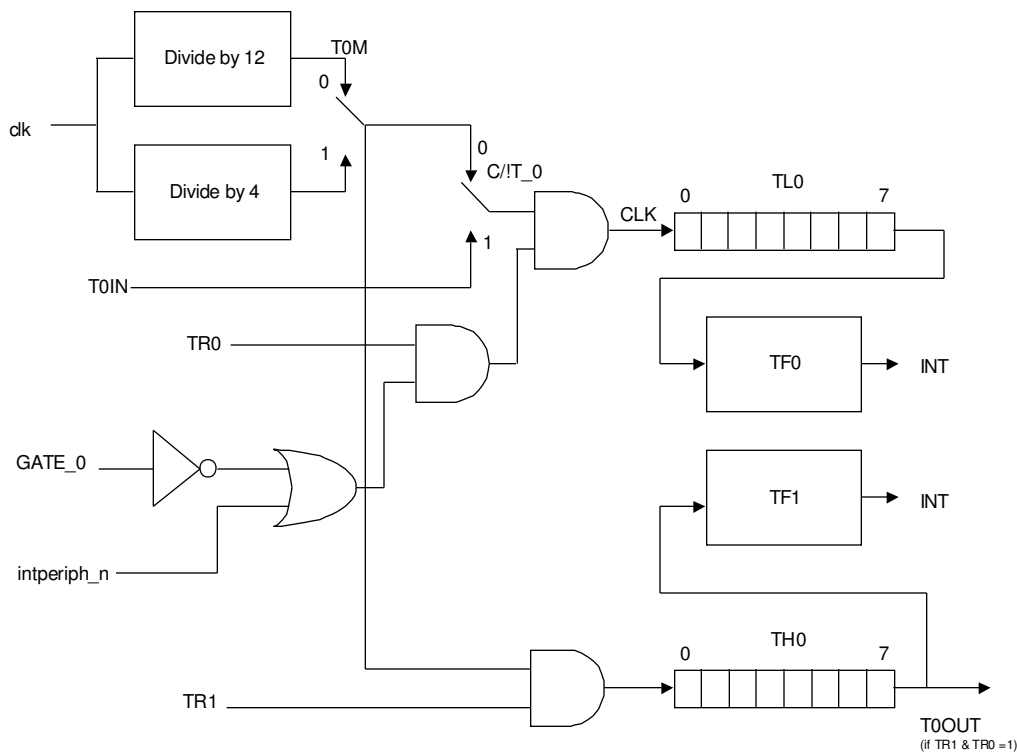 Divide by 12
T0M
0
clk
1
Divide by 4
0
C/!T_0
1
CLK
0
TL0
7
T0IN
TR0
TF0
INT
GATE_0
TF1
INT
intperiph_n
0
TH0
7
TR1
T0OUT
(if TR1 & TR0 =1)